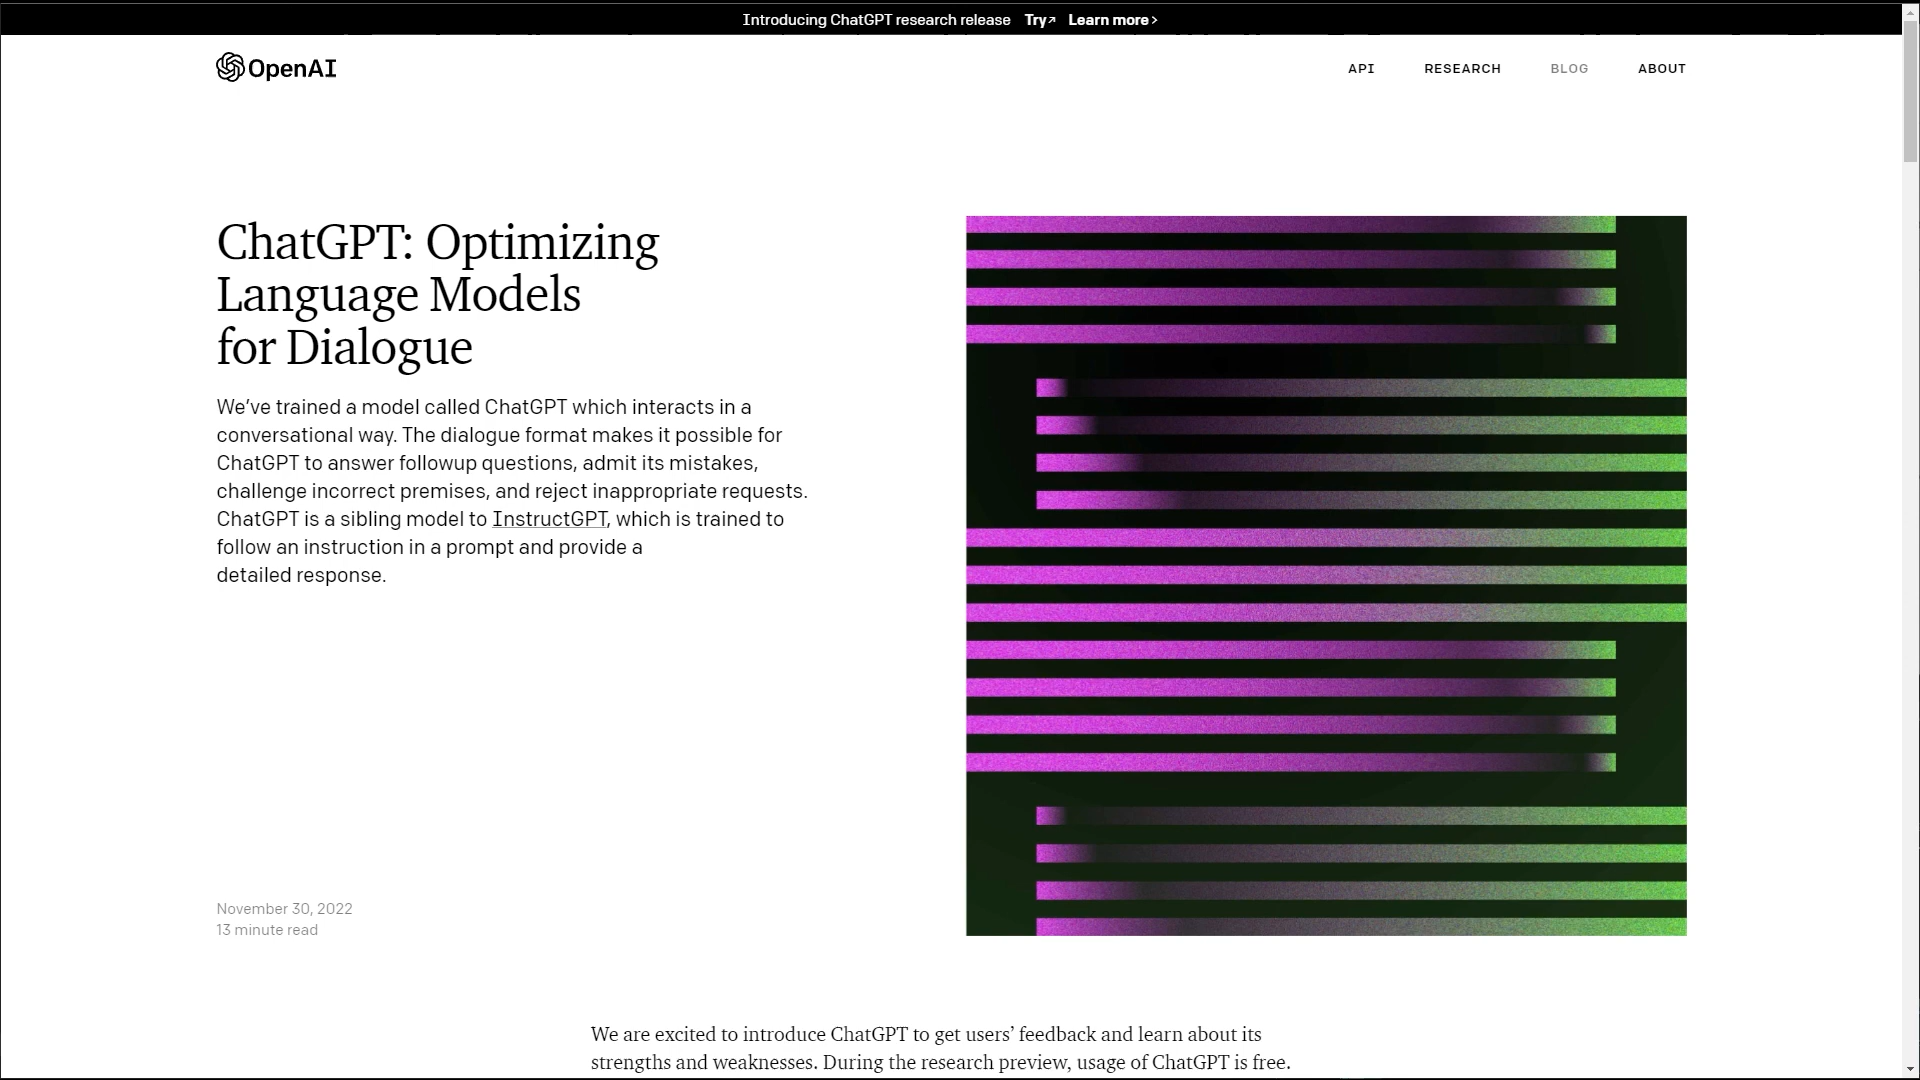 Introducing ChatGPT research release Try↗ Learn more ›
OpenAI
API RESEARCH BLOG ABOUT
ChatGPT: Optimizing
Language Models
for Dialogue
We’ve trained a model called ChatGPT which interacts in a
conversational way. The dialogue format makes it possible for
ChatGPT to answer followup questions, admit its mistakes,
challenge incorrect premises, and reject inappropriate requests.
ChatGPT is a sibling model to InstructGPT, which is trained to
follow an instruction in a prompt and provide a
detailed response.
November 30, 2022
13 minute read
We are excited to introduce ChatGPT to get users’ feedback and learn about its
strengths and weaknesses. During the research preview, usage of ChatGPT is free.